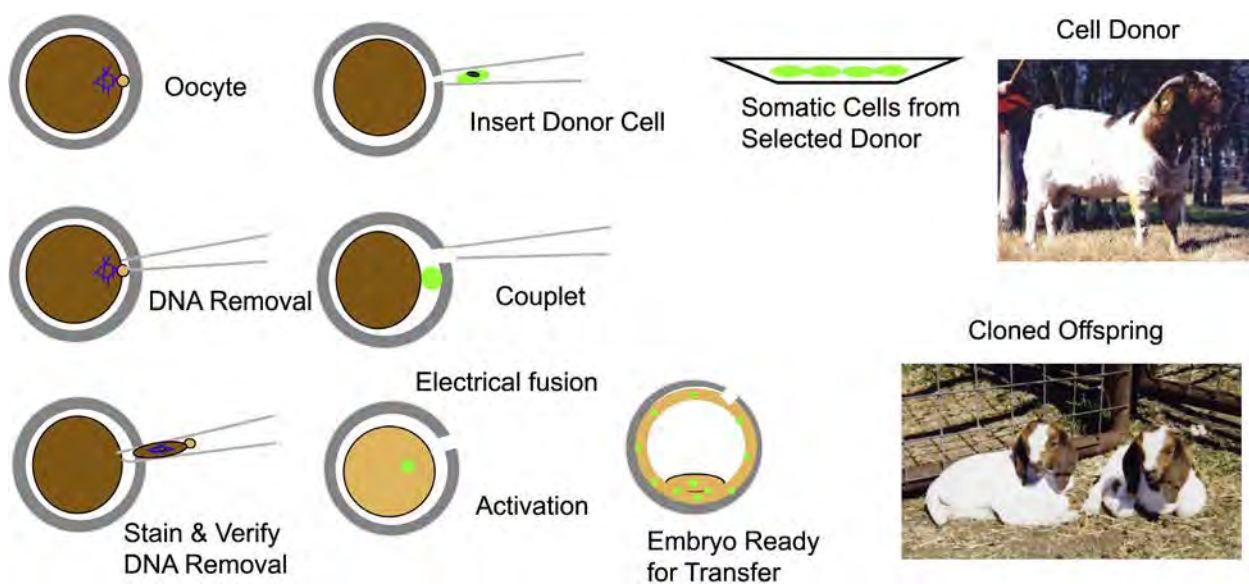 Oocyte
DNA Removal
Stain & Verify
DNA Removal
Insert Donor Cell
Couplet
Electrical fusion
Activation
Somatic Cells from
Selected Donor
Embryo Ready
for Transfer
Cell Donor
Cloned Offspring